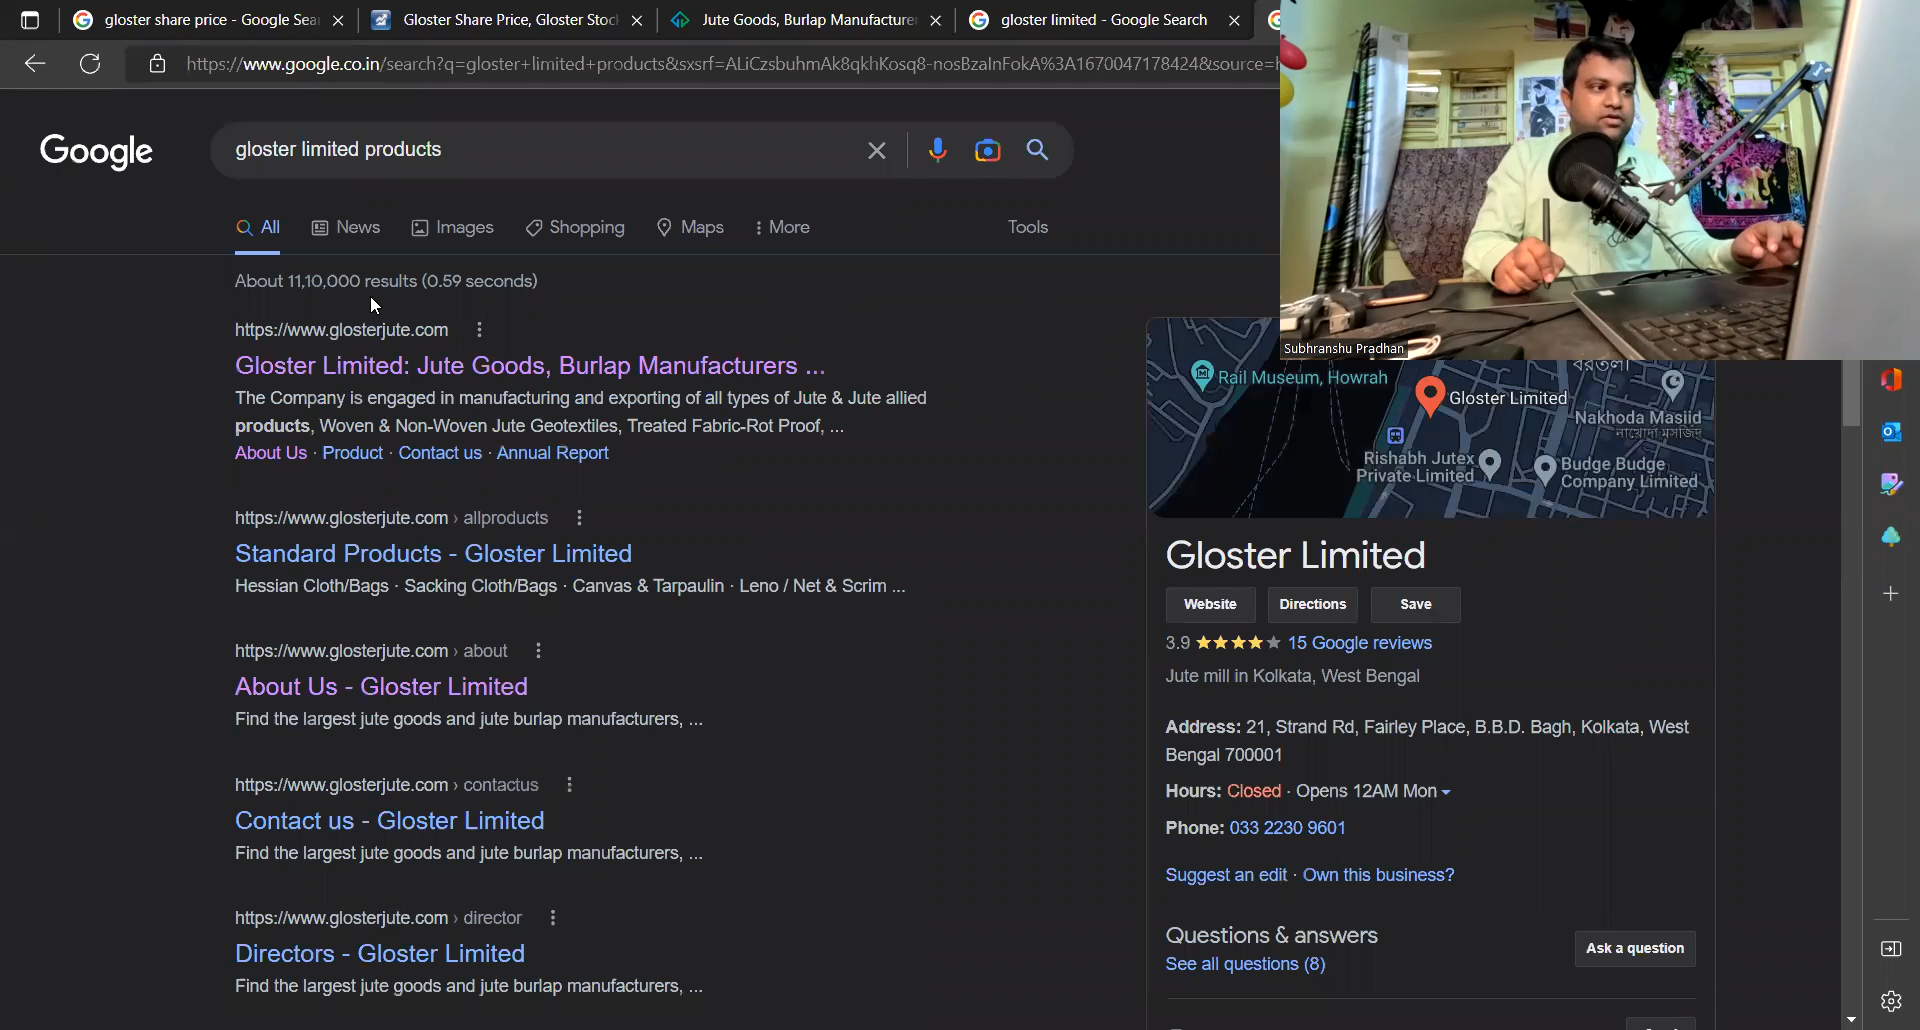 gloster share price - Google Sea
Gloster Share Price, Gloster Stoc
Jute Goods, Burlap Manufacturer
gloster limited - Google Search
https://www.google.co.in/search?q=gloster+limited+products&sxsrf=ALiCzsbuhmAk8qkhKosq8-nosBzaInFokA%3A1670047178424&source=
Google
gloster limited products
All
News
Images
Shopping
Maps
More
Tools
About 11,10,000 results (0.59 seconds)
https://www.glosterjute.com
Gloster Limited: Jute Goods, Burlap Manufacturers ...
The Company is engaged in manufacturing and exporting of all types of Jute & Jute allied
products, Woven & Non-Woven Jute Geotextiles, Treated Fabric-Rot Proof, ...
About Us · Product · Contact us · Annual Report
https://www.glosterjute.com › allproducts
Standard Products - Gloster Limited
Hessian Cloth/Bags · Sacking Cloth/Bags · Canvas & Tarpaulin · Leno / Net & Scrim ...
https://www.glosterjute.com › about
About Us - Gloster Limited
Find the largest jute goods and jute burlap manufacturers, ...
https://www.glosterjute.com › contactus
Contact us - Gloster Limited
Find the largest jute goods and jute burlap manufacturers, ...
https://www.glosterjute.com › director
Directors - Gloster Limited
Find the largest jute goods and jute burlap manufacturers, ...
Subhranshu Pradhan
Rail Museum, Howrah
Gloster Limited
Nakhoda Masjid
নাখোদা মসজিদ
Rishabh Jutex
Private Limited
Budge Budge
Company Limited
Gloster Limited
Website
Directions
Save
3.9
15 Google reviews
Jute mill in Kolkata, West Bengal
Address: 21, Strand Rd, Fairley Place, B.B.D. Bagh, Kolkata, West
Bengal 700001
Hours: Closed · Opens 12AM Mon
Phone: 033 2230 9601
Suggest an edit · Own this business?
Questions & answers
See all questions (8)
Ask a question